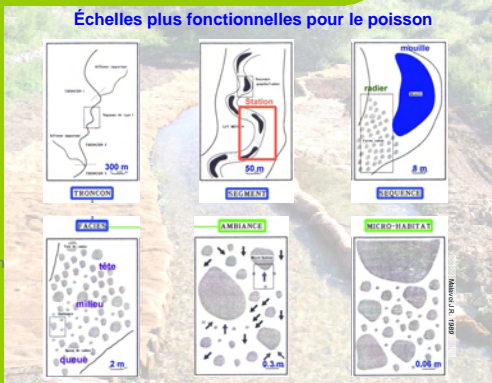 Échelles plus fonctionnelles pour le poisson
300 m
TRONCON
Station
50 m
SEGMENT
mouille
radier
8 m
SEQUENCE
FACIES
tête
milieu
queue
2 m
AMBIANCE
0.3 m
MICRO-HABITAT
0.06 m
Malavoi J.R. 1989